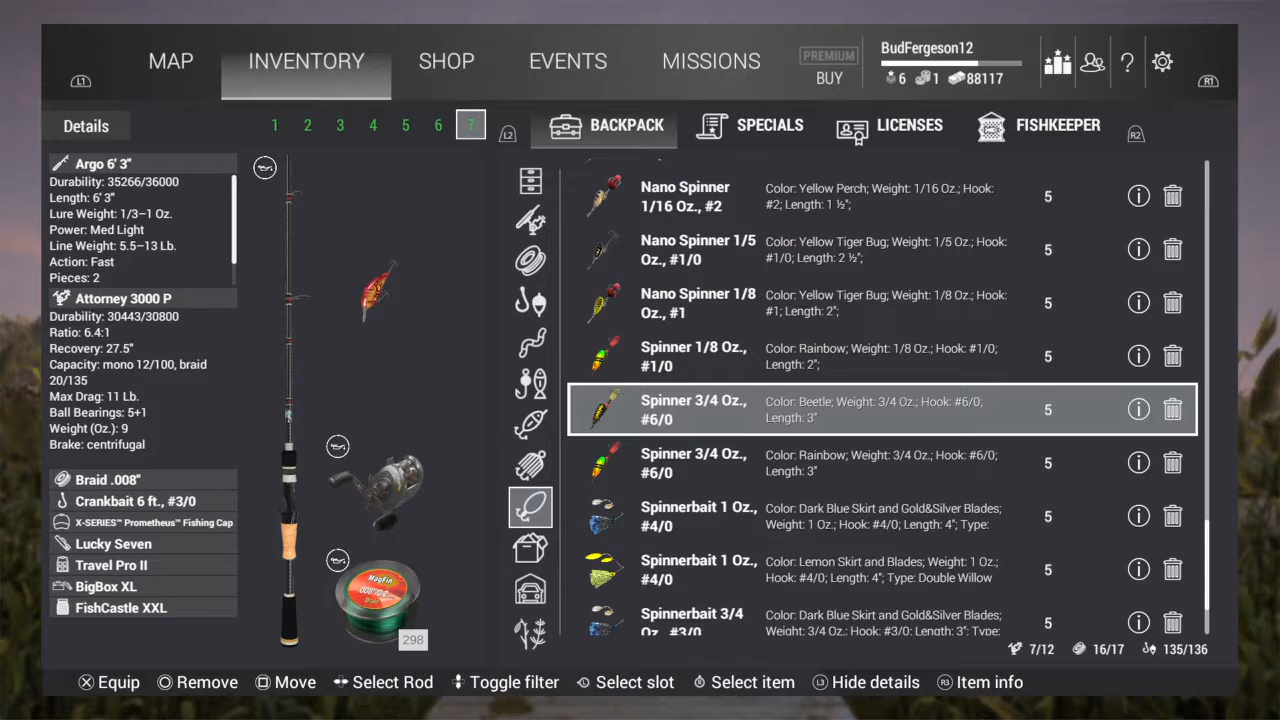 MAP
INVENTORY
SHOP
EVENTS
MISSIONS
PREMIUM
BUY
BudFergeson12
6 1 88117
L1
R1
Details
1 2 3 4 5 6 7
L2
BACKPACK
SPECIALS
LICENSES
FISHKEEPER
R2
Argo 6' 3"
Durability: 35266/36000
Length: 6' 3"
Lure Weight: 1/3–1 Oz.
Power: Med Light
Line Weight: 5.5–13 Lb.
Action: Fast
Pieces: 2
Attorney 3000 P
Durability: 30443/30800
Ratio: 6.4:1
Recovery: 27.5"
Capacity: mono 12/100, braid
20/135
Max Drag: 11 Lb.
Ball Bearings: 5+1
Weight (Oz.): 9
Brake: centrifugal
Braid .008"
Crankbait 6 ft., #3/0
X-SERIES™ Prometheus™ Fishing Cap
Lucky Seven
Travel Pro II
BigBox XL
FishCastle XXL
MagFin
Braid
298
Nano Spinner
1/16 Oz., #2
Color: Yellow Perch; Weight: 1/16 Oz.; Hook:
#2; Length: 1 ½";
5
Nano Spinner 1/5
Oz., #1/0
Color: Yellow Tiger Bug; Weight: 1/5 Oz.; Hook:
#1/0; Length: 2 ½";
5
Nano Spinner 1/8
Oz., #1
Color: Yellow Tiger Bug; Weight: 1/8 Oz.; Hook:
#1; Length: 2";
5
Spinner 1/8 Oz.,
#1/0
Color: Rainbow; Weight: 1/8 Oz.; Hook: #1/0;
Length: 2";
5
Spinner 3/4 Oz.,
#6/0
Color: Beetle; Weight: 3/4 Oz.; Hook: #6/0;
Length: 3"
5
Spinner 3/4 Oz.,
#6/0
Color: Rainbow; Weight: 3/4 Oz.; Hook: #6/0;
Length: 3"
5
Spinnerbait 1 Oz.,
#4/0
Color: Dark Blue Skirt and Gold&Silver Blades;
Weight: 1 Oz.; Hook: #4/0; Length: 4"; Type:
5
Spinnerbait 1 Oz.,
#4/0
Color: Lemon Skirt and Blades; Weight: 1 Oz.;
Hook: #4/0; Length: 4"; Type: Double Willow
5
Spinnerbait 3/4
Oz., #3/0
Color: Dark Blue Skirt and Gold&Silver Blades;
Weight: 3/4 Oz.; Hook: #3/0; Length: 3"; Type:
5
7/12 16/17 135/136
Equip Remove Move Select Rod Toggle filter L Select slot R Select item L3 Hide details R3 Item info